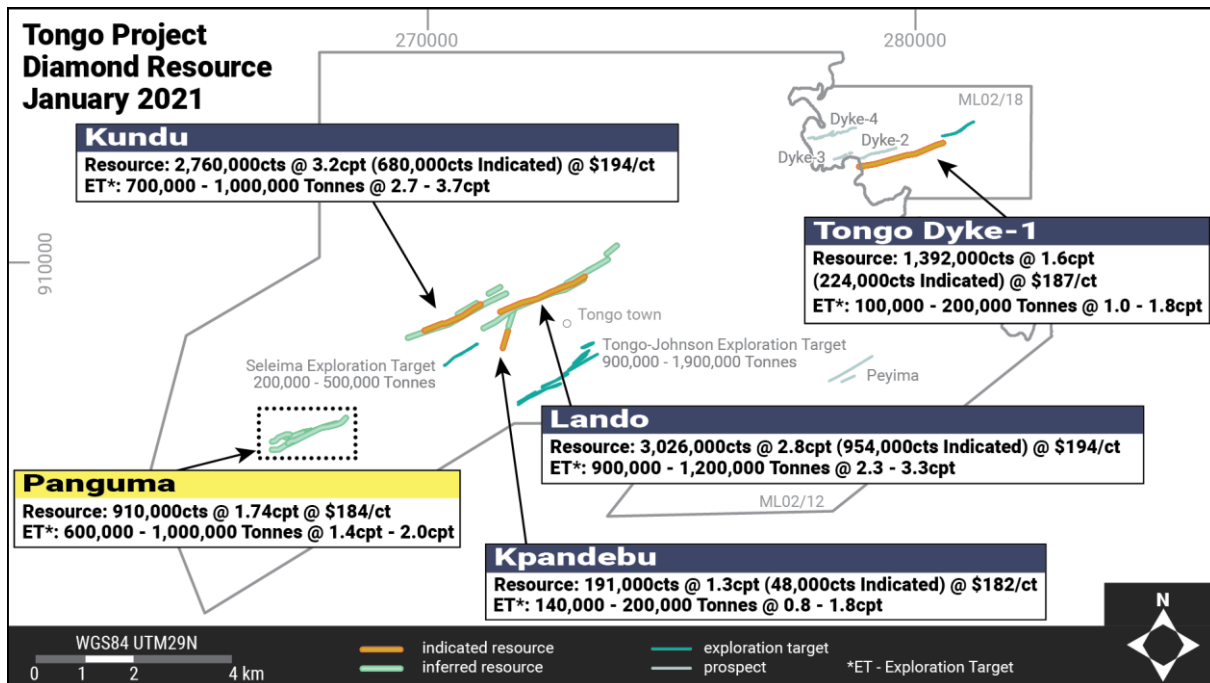 Tongo Project
Diamond Resource
January 2021
270000
280000
910000
ML02/18
Dyke-4
Dyke-2
Dyke-3
Kundu
Resource: 2,760,000cts @ 3.2cpt (680,000cts Indicated) @ $194/ct
ET*: 700,000 - 1,000,000 Tonnes @ 2.7 - 3.7cpt
Tongo Dyke-1
Resource: 1,392,000cts @ 1.6cpt
(224,000cts Indicated) @ $187/ct
ET*: 100,000 - 200,000 Tonnes @ 1.0 - 1.8cpt
Tongo town
Seleima Exploration Target
200,000 - 500,000 Tonnes
Tongo-Johnson Exploration Target
900,000 - 1,900,000 Tonnes
Peyima
Lando
Resource: 3,026,000cts @ 2.8cpt (954,000cts Indicated) @ $194/ct
ET*: 900,000 - 1,200,000 Tonnes @ 2.3 - 3.3cpt
Panguma
Resource: 910,000cts @ 1.74cpt @ $184/ct
ET*: 600,000 - 1,000,000 Tonnes @ 1.4cpt - 2.0cpt
ML02/12
Kpandebu
Resource: 191,000cts @ 1.3cpt (48,000cts Indicated) @ $182/ct
ET*: 140,000 - 200,000 Tonnes @ 0.8 - 1.8cpt
WGS84 UTM29N
0 1 2 4 km
indicated resource
inferred resource
exploration target
prospect
*ET - Exploration Target
N